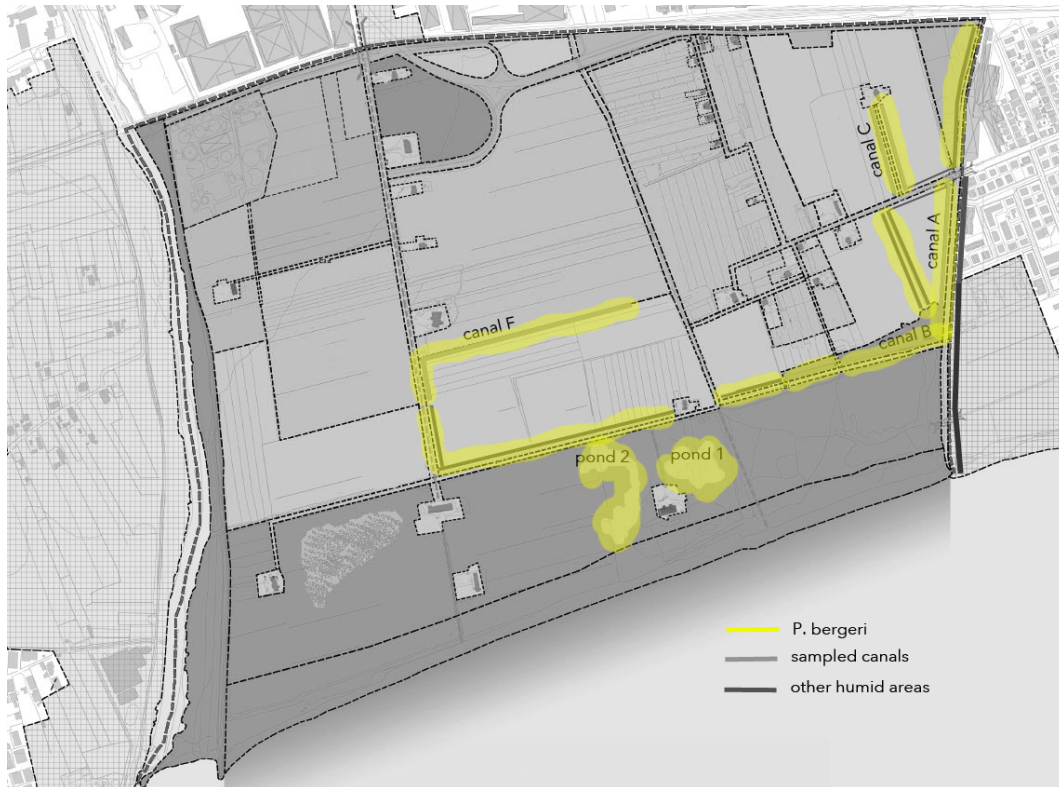 canal C
canal A
canal F
canal B
pond 2
pond 1
P. bergeri
sampled canals
other humid areas